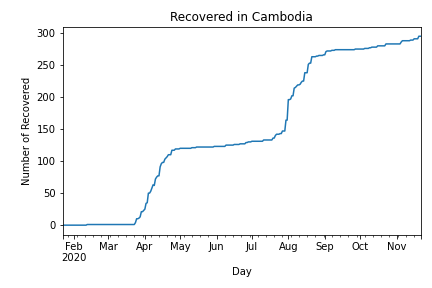 Recovered in Cambodia
300
250
200
150
100
50
0
Number of Recovered
Feb Mar Apr May Jun Jul Aug Sep Oct Nov
2020
Day